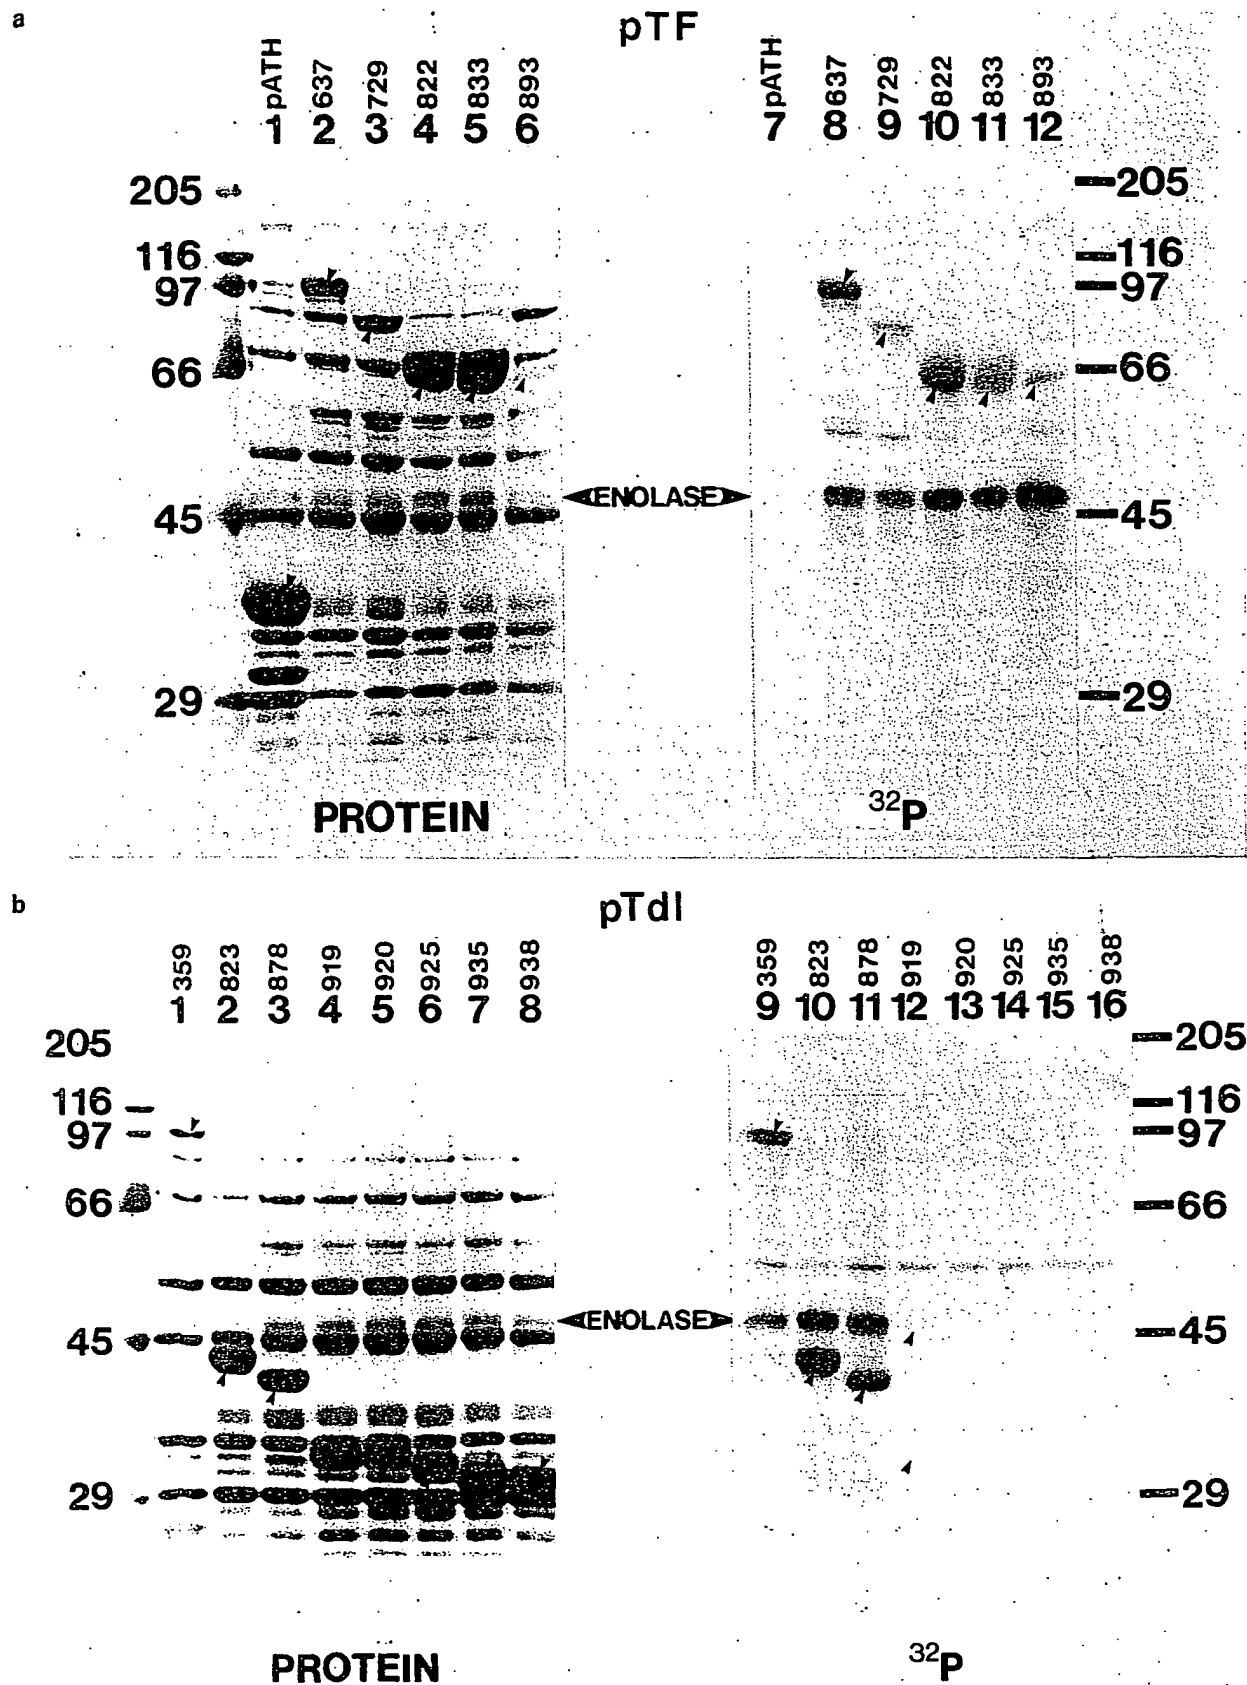 a
pTF
pATH 637 729 822 833 893
1 2 3 4 5 6
pATH 637 729 822 833 893
7 8 9 10 11 12
205
116
97
66
45
29
ENOLASE
205
116
97
66
45
29
PROTEIN
32P
b
pTdl
359 823 878 919 920 925 935 938
1 2 3 4 5 6 7 8
359 823 878 919 920 925 935 938
9 10 11 12 13 14 15 16
205
116
97
66
45
29
ENOLASE
205
116
97
66
45
29
PROTEIN
32P